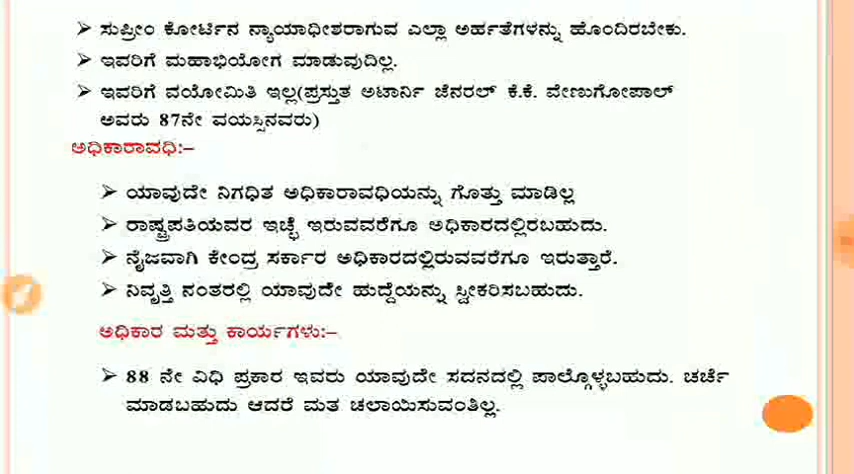 ➢ ಸುಪ್ರೀಂ ಕೋರ್ಟಿನ ನ್ಯಾಯಾಧೀಶರಾಗುವ ಎಲ್ಲಾ ಅರ್ಹತೆಗಳನ್ನು ಹೊಂದಿರಬೇಕು.
➢ ಇವರಿಗೆ ಮಹಾಭಿಯೋಗ ಮಾಡುವುದಿಲ್ಲ.
➢ ಇವರಿಗೆ ವಯೋಮಿತಿ ಇಲ್ಲ(ಪ್ರಸ್ತುತ ಅಟಾರ್ನಿ ಜೆನರಲ್ ಕೆ.ಕೆ. ವೇಣುಗೋಪಾಲ್
ಅವರು 87ನೇ ವಯಸ್ಸಿನವರು)
ಅಧಿಕಾರಾವಧಿ:–
➢ ಯಾವುದೇ ನಿಗಧಿತ ಅಧಿಕಾರಾವಧಿಯನ್ನು ಗೊತ್ತು ಮಾಡಿಲ್ಲ
➢ ರಾಷ್ಟ್ರಪತಿಯವರ ಇಚ್ಛೆ ಇರುವವರೆಗೂ ಅಧಿಕಾರದಲ್ಲಿರಬಹುದು.
➢ ನೈಜವಾಗಿ ಕೇಂದ್ರ ಸರ್ಕಾರ ಅಧಿಕಾರದಲ್ಲಿರುವವರೆಗೂ ಇರುತ್ತಾರೆ.
➢ ನಿವೃತ್ತಿ ನಂತರಲ್ಲಿ ಯಾವುದೇ ಹುದ್ದೆಯನ್ನು ಸ್ವೀಕರಿಸಬಹುದು.
ಅಧಿಕಾರ ಮತ್ತು ಕಾರ್ಯಗಳು:–
➢ 88 ನೇ ವಿಧಿ ಪ್ರಕಾರ ಇವರು ಯಾವುದೇ ಸದನದಲ್ಲಿ ಪಾಲ್ಗೊಳ್ಳಬಹುದು. ಚರ್ಚೆ
ಮಾಡಬಹುದು ಆದರೆ ಮತ ಚಲಾಯಿಸುವಂತಿಲ್ಲ.